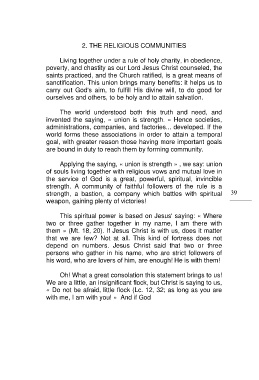 2. THE RELIGIOUS COMMUNITIES
Living together under a rule of holy charity, in obedience,
poverty, and chastity as our Lord Jesus Christ counseled, the
saints practiced, and the Church ratified, is a great means of
sanctification. This union brings many benefits: it helps us to
carry out God's aim, to fulfill His divine will, to do good for
ourselves and others, to be holy and to attain salvation.
The world understood both this truth and need, and
invented the saying, « union is strength. » Hence societies,
administrations, companies, and factories.., developed. If the
world forms these associations in order to attain a temporal
goal, with greater reason those having more important goals
are bound in duty to reach them by forming community.
Applying the saying, « union is strength » , we say: union
of souls living together with religious vows and mutual love in
the service of God is a great, powerful, spiritual, invincible
strength. A community of faithful followers of the rule is a
strength, a bastion, a company which battles with spiritual
weapon, gaining plenty of victories!
39
This spiritual power is based on Jesus' saying: « Where
two or three gather together in my name, I am there with
them » (Mt. 18, 20). If Jesus Christ is with us, does it matter
that we are few? Not at all. This kind of fortress does not
depend on numbers. Jesus Christ said that two or three
persons who gather in his name, who are strict followers of
his word, who are lovers of him, are enough! He is with them!
Oh! What a great consolation this statement brings to us!
We are a little, an insignificant flock, but Christ is saying to us,
« Do not be afraid, little flock (Lc. 12, 32; as long as you are
with me, I am with you! » And if God